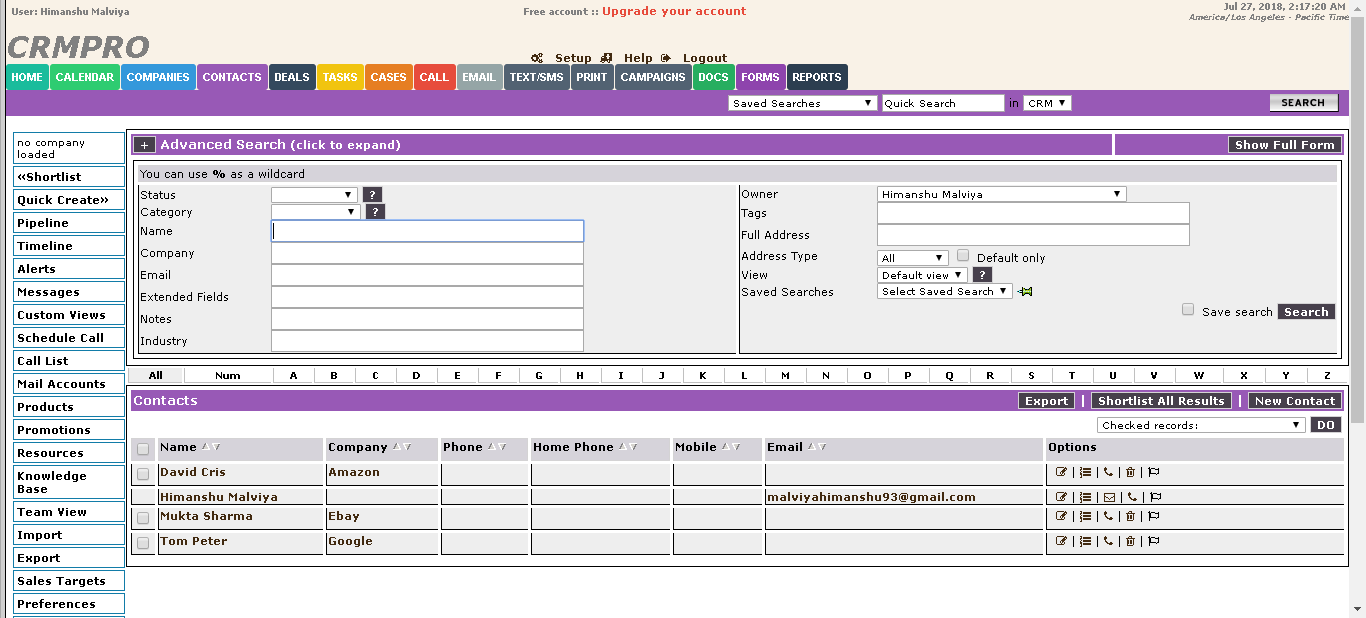 User: Himanshu Malviya
Free account :: Upgrade your account
Jul 27, 2018, 2:17:20 AM
America/Los Angeles - Pacific Time
CRMPRO
Setup Help Logout
HOME CALENDAR COMPANIES CONTACTS DEALS TASKS CASES CALL EMAIL TEXT/SMS PRINT CAMPAIGNS DOCS FORMS REPORTS
Saved Searches Quick Search in CRM SEARCH
no company
loaded
«Shortlist
Quick Create»
Pipeline
Timeline
Alerts
Messages
Custom Views
Schedule Call
Call List
Mail Accounts
Products
Promotions
Resources
Knowledge
Base
Team View
Import
Export
Sales Targets
Preferences
+ Advanced Search (click to expand) Show Full Form
You can use % as a wildcard
Status ?
Category ?
Name
Company
Email
Extended Fields
Notes
Industry
Owner Himanshu Malviya
Tags
Full Address
Address Type All Default only
View Default view ?
Saved Searches Select Saved Search
Save search Search
All Num A B C D E F G H I J K L M N O P Q R S T U V W X Y Z
Contacts Export | Shortlist All Results | New Contact
Checked records: DO
Name Company Phone Home Phone Mobile Email Options
David Cris Amazon | | | |
Himanshu Malviya malviyahimanshu93@gmail.com | | | |
Mukta Sharma Ebay | | | |
Tom Peter Google | | | |